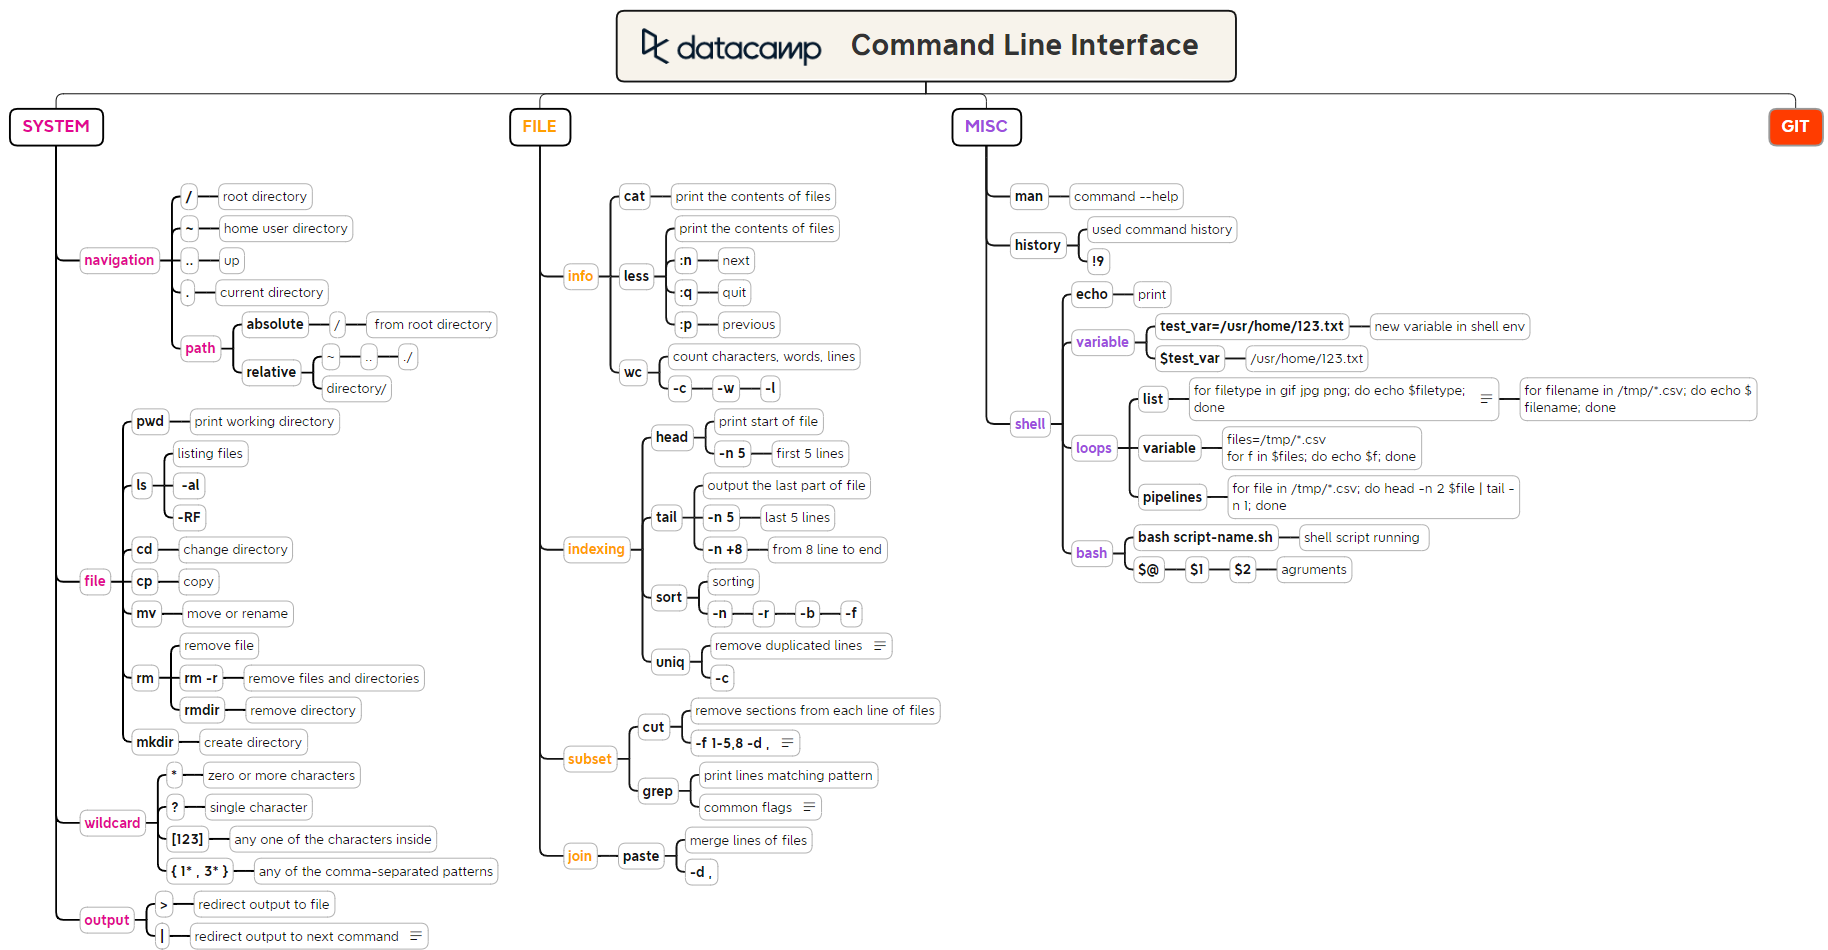 datacamp Command Line Interface
SYSTEM
navigation
/ root directory
~ home user directory
.. up
. current directory
path
absolute / from root directory
relative ~ .. ./
directory/
file
pwd print working directory
ls
listing files
-al
-RF
cd change directory
cp copy
mv move or rename
rm
remove file
rm -r remove files and directories
rmdir remove directory
mkdir create directory
wildcard
* zero or more characters
? single character
[123] any one of the characters inside
{ 1* , 3* } any of the comma-separated patterns
output
> redirect output to file
| redirect output to next command
FILE
info
cat print the contents of files
less
print the contents of files
:n next
:q quit
:p previous
wc
count characters, words, lines
-c -w -l
indexing
head
print start of file
-n 5 first 5 lines
tail
output the last part of file
-n 5 last 5 lines
-n +8 from 8 line to end
sort
sorting
-n -r -b -f
uniq
remove duplicated lines
-c
subset
cut
remove sections from each line of files
-f 1-5,8 -d ,
grep
print lines matching pattern
common flags
join
paste
merge lines of files
-d ,
MISC
man command --help
history
used command history
!9
shell
echo print
variable
test_var=/usr/home/123.txt new variable in shell env
$test_var /usr/home/123.txt
loops
list
for filetype in gif jpg png; do echo $filetype;
done
for filename in /tmp/*.csv; do echo $
filename; done
variable
files=/tmp/*.csv
for f in $files; do echo $f; done
pipelines
for file in /tmp/*.csv; do head -n 2 $file | tail -
n 1; done
bash
bash script-name.sh shell script running
$@ $1 $2 agruments
GIT